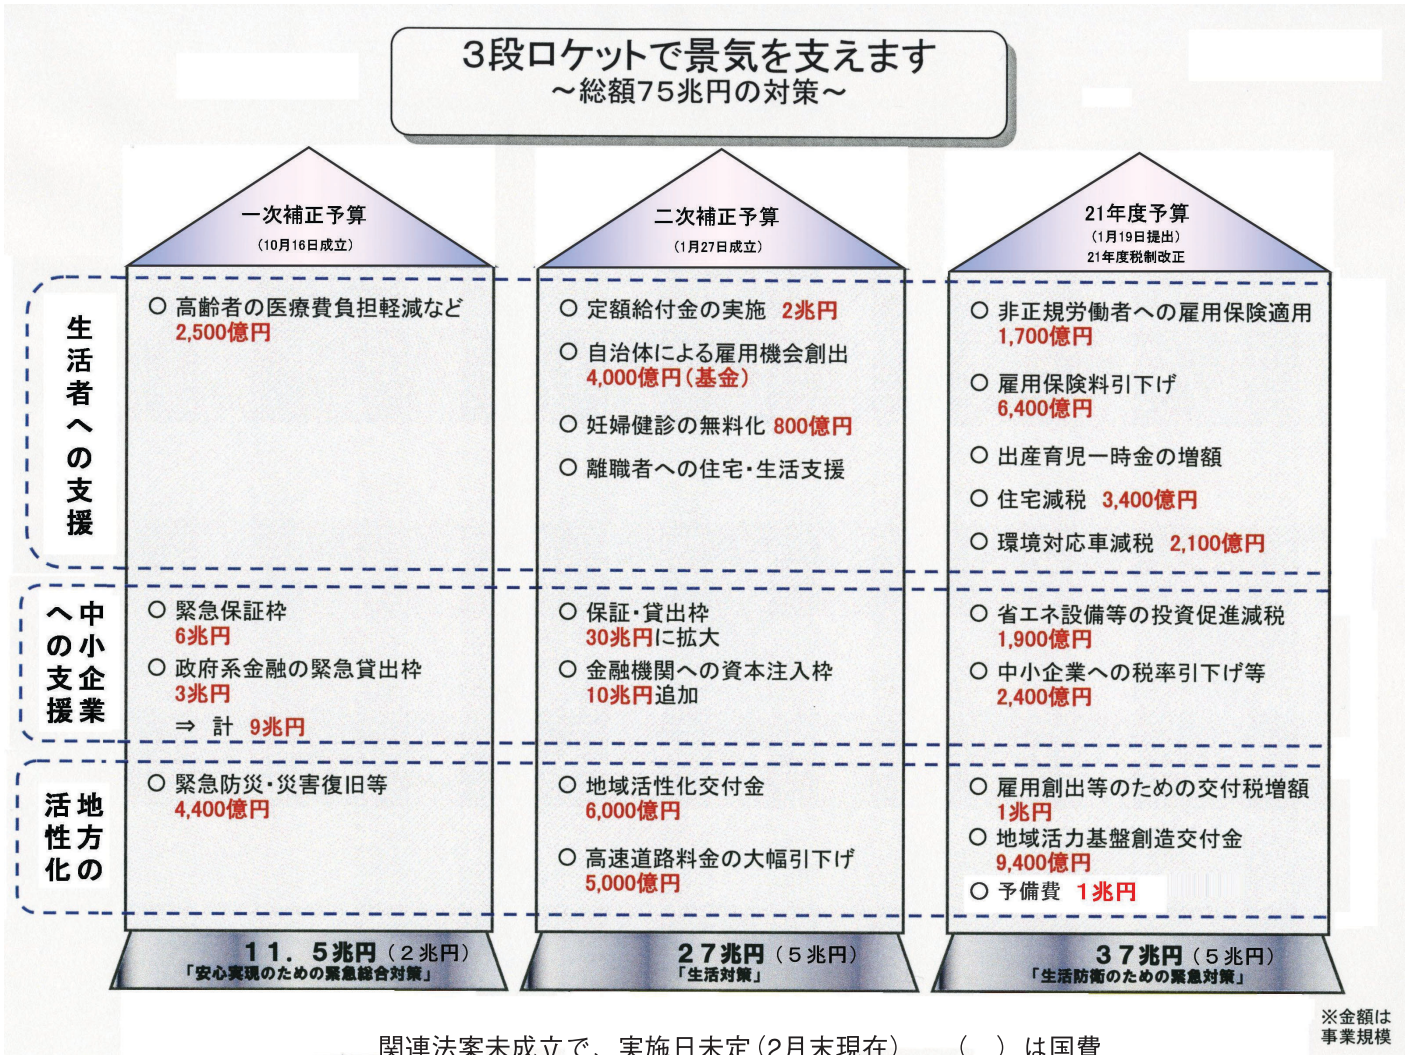 3段ロケットで景気を支えます
～総額75兆円の対策～
一次補正予算
（10月16日成立）
二次補正予算
（1月27日成立）
21年度予算
（1月19日提出）
21年度税制改正
生活者への支援
○ 高齢者の医療費負担軽減など
2,500億円
○ 定額給付金の実施 2兆円
○ 自治体による雇用機会創出
4,000億円（基金）
○ 妊婦健診の無料化 800億円
○ 離職者への住宅・生活支援
○ 非正規労働者への雇用保険適用
1,700億円
○ 雇用保険料引下げ
6,400億円
○ 出産育児一時金の増額
○ 住宅減税 3,400億円
○ 環境対応車減税 2,100億円
中小企業
への支援
○ 緊急保証枠
6兆円
○ 政府系金融の緊急貸出枠
3兆円
⇒ 計 9兆円
○ 保証・貸出枠
30兆円に拡大
○ 金融機関への資本注入枠
10兆円追加
○ 省エネ設備等の投資促進減税
1,900億円
○ 中小企業への税率引下げ等
2,400億円
地方の
活性化
○ 緊急防災・災害復旧等
4,400億円
○ 地域活性化交付金
6,000億円
○ 高速道路料金の大幅引下げ
5,000億円
○ 雇用創出等のための交付税増額
1兆円
○ 地域活力基盤創造交付金
9,400億円
○ 予備費 1兆円
11．5兆円（2兆円）
「安心実現のための緊急総合対策」
27兆円（5兆円）
「生活対策」
37兆円（5兆円）
「生活防衛のための緊急対策」
※金額は
事業規模
関連法案未成立で、実施日未定（2月末現在） （ ）は国費